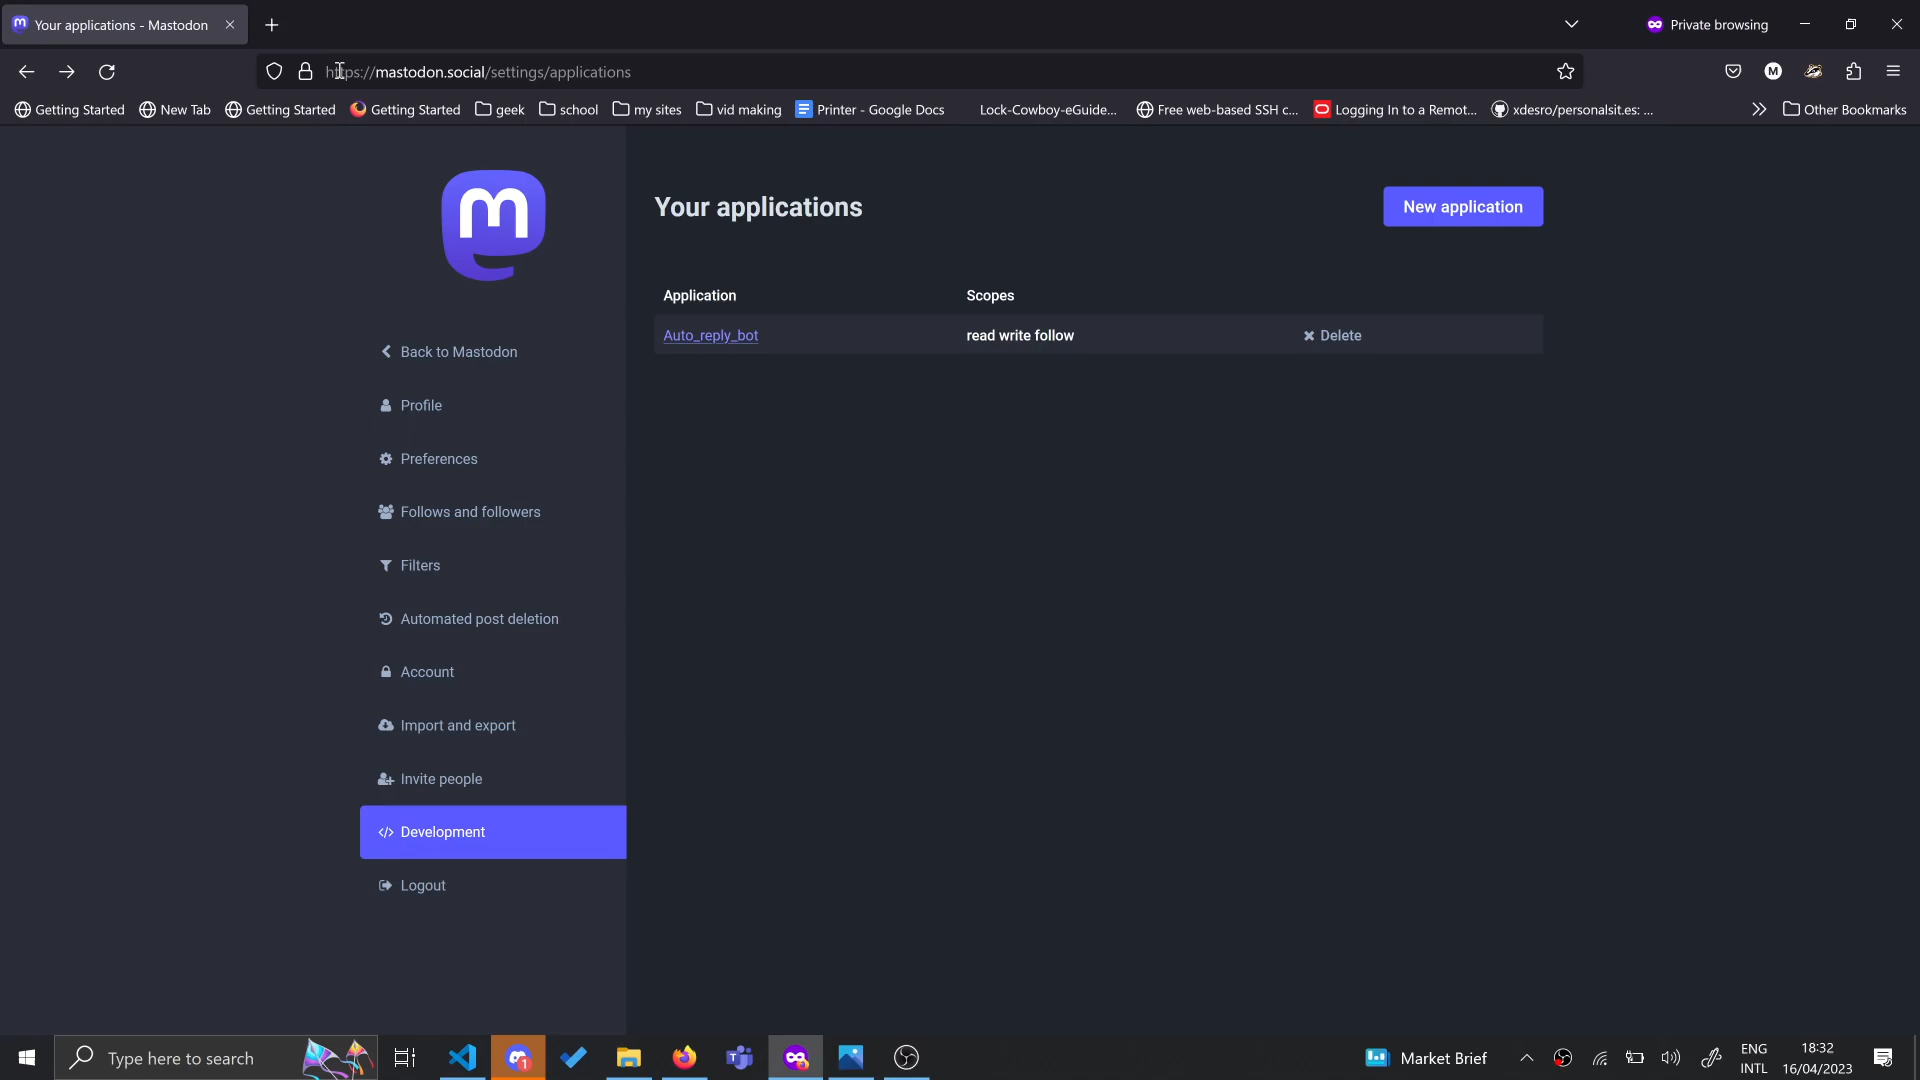 Your applications - Mastodon
Private browsing
https://mastodon.social/settings/applications
Getting Started
New Tab
Getting Started
Getting Started
geek
school
my sites
vid making
Printer - Google Docs
Lock-Cowboy-eGuide...
Free web-based SSH c...
Logging In to a Remot...
xdesro/personalsit.es: ...
Other Bookmarks
Your applications
New application
Application
Scopes
Auto_reply_bot
read write follow
Delete
Back to Mastodon
Profile
Preferences
Follows and followers
Filters
Automated post deletion
Account
Import and export
Invite people
Development
Logout
Type here to search
1
Market Brief
ENG
INTL
18:32
16/04/2023